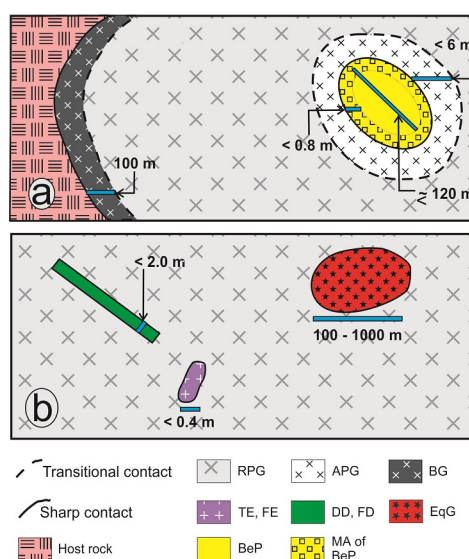 < 6 m
100 m
< 0.8 m
~ 120 m
<
a
< 2.0 m
100 - 1000 m
< 0.4 m
b
Transitional contact
RPG
APG
BG
Sharp contact
TE, FE
DD, FD
EqG
Host rock
BeP
MA of
BeP